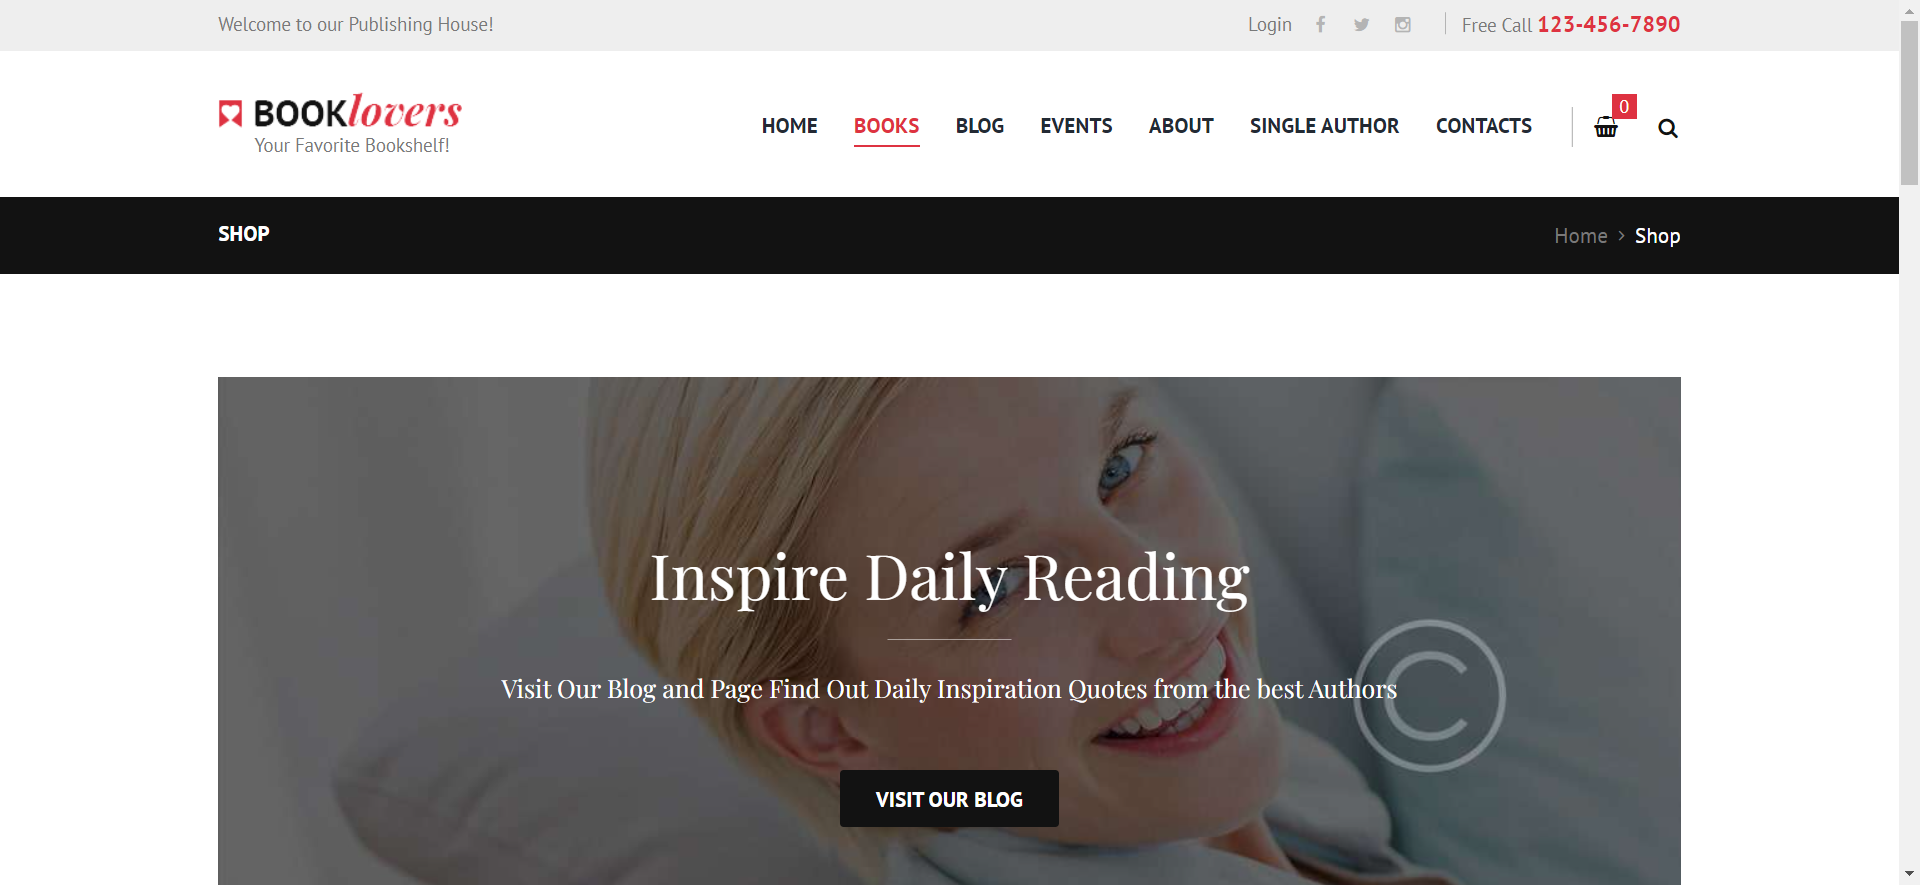 Welcome to our Publishing House!
Login
Free Call 123-456-7890
BOOKlovers
Your Favorite Bookshelf!
HOME BOOKS BLOG EVENTS ABOUT SINGLE AUTHOR CONTACTS
0
SHOP
Home > Shop
Inspire Daily Reading
Visit Our Blog and Page Find Out Daily Inspiration Quotes from the best Authors
©
VISIT OUR BLOG